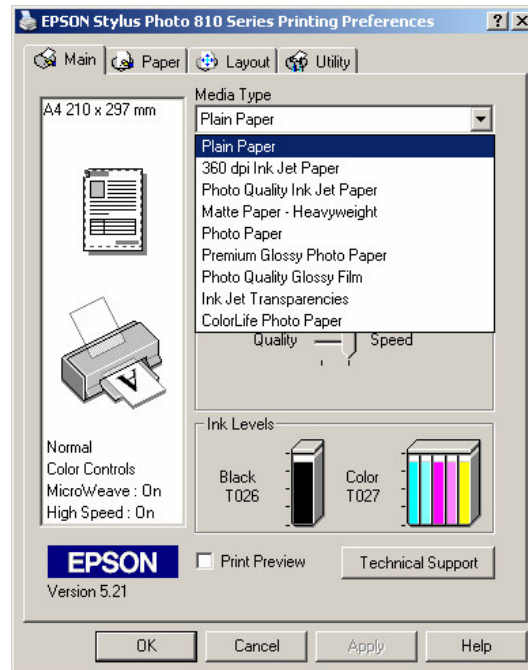 EPSON Stylus Photo 810 Series Printing Preferences
Main Paper Layout Utility
A4 210 x 297 mm
Media Type
Plain Paper
Plain Paper
360 dpi Ink Jet Paper
Photo Quality Ink Jet Paper
Matte Paper - Heavyweight
Photo Paper
Premium Glossy Photo Paper
Photo Quality Glossy Film
Ink Jet Transparencies
ColorLife Photo Paper
Quality Speed
A
Normal
Color Controls
MicroWeave : On
High Speed : On
Ink Levels
Black
T026
Color
T027
EPSON
Version 5.21
Print Preview
Technical Support
OK Cancel Apply Help